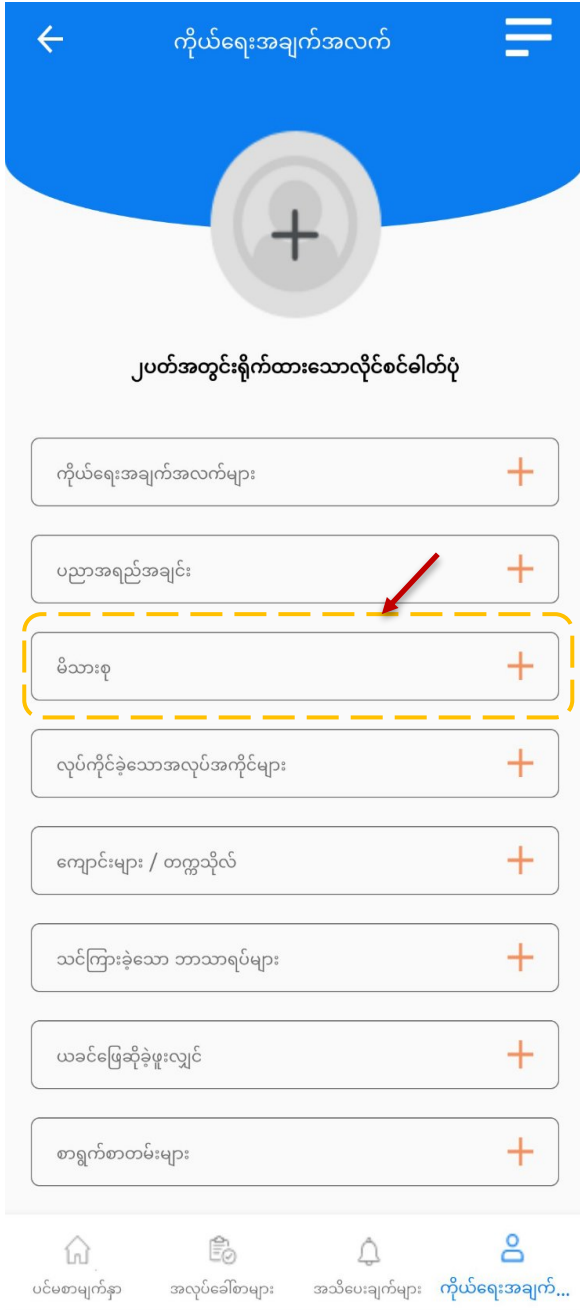 ကိုယ်ရေးအချက်အလက်
၂ပတ်အတွင်းရိုက်ထားသောလိုင်စင်ဓါတ်ပုံ
ကိုယ်ရေးအချက်အလက်များ
ပညာအရည်အချင်း
မိသားစု
လုပ်ကိုင်ခဲ့သောအလုပ်အကိုင်များ
ကျောင်းများ / တက္ကသိုလ်
သင်ကြားခဲ့သော ဘာသာရပ်များ
ယခင်ဖြေဆိုခဲ့ဖူးလျှင်
စာရွက်စာတမ်းများ
ပင်မစာမျက်နှာ
အလုပ်ခေါ်စာများ
အသိပေးချက်များ
ကိုယ်ရေးအချက်...